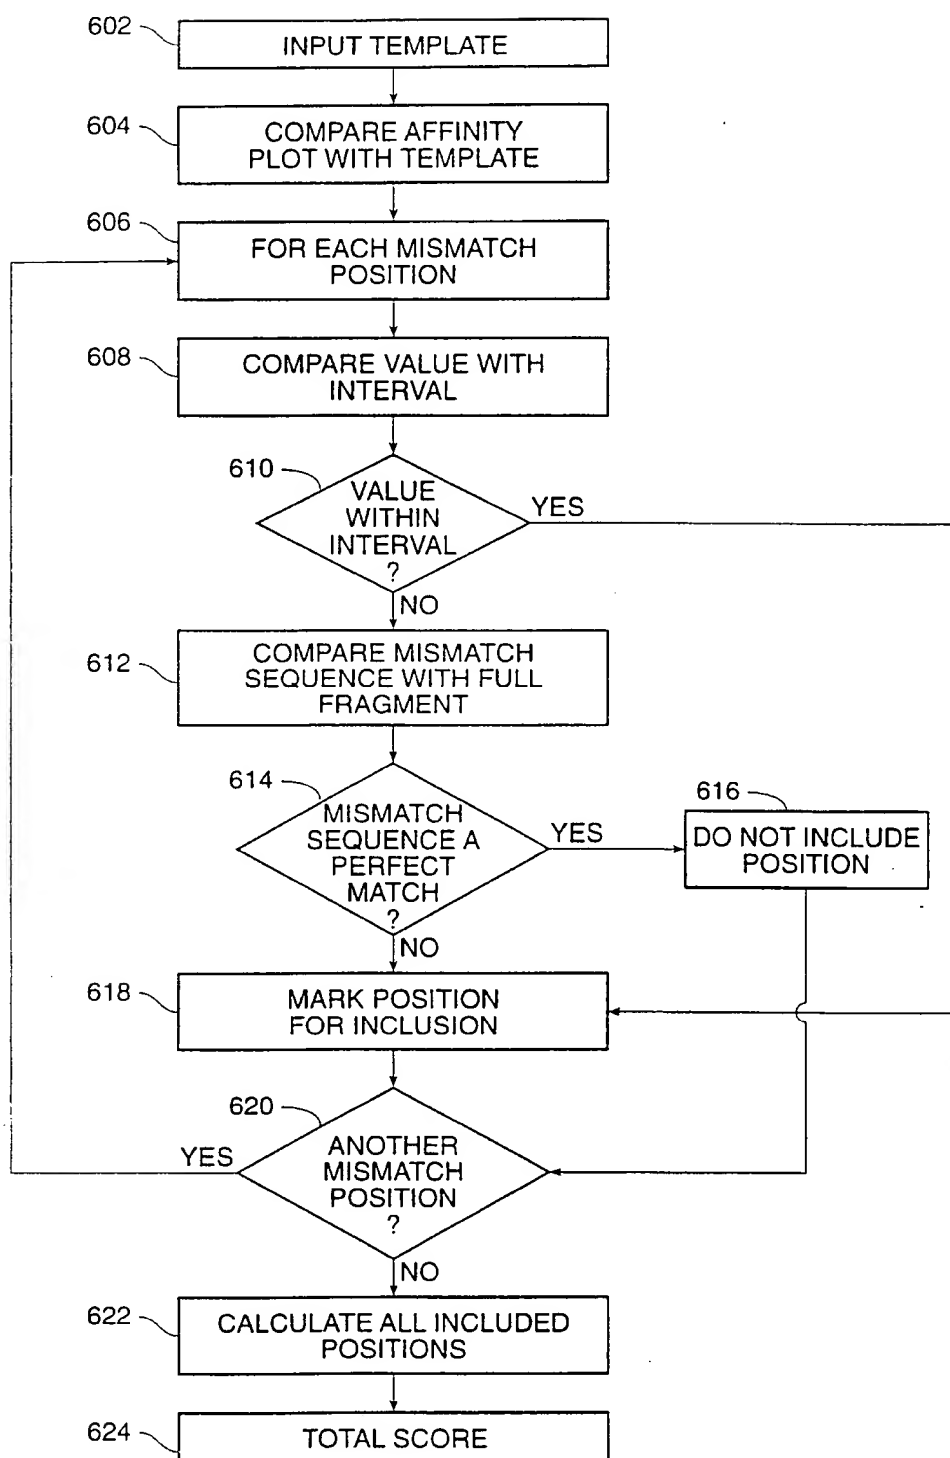 602
INPUT TEMPLATE
604
COMPARE AFFINITY
PLOT WITH TEMPLATE
606
FOR EACH MISMATCH
POSITION
608
COMPARE VALUE WITH
INTERVAL
610
VALUE
WITHIN
INTERVAL
?
YES
NO
612
COMPARE MISMATCH
SEQUENCE WITH FULL
FRAGMENT
614
MISMATCH
SEQUENCE A
PERFECT
MATCH
?
YES
616
DO NOT INCLUDE
POSITION
NO
618
MARK POSITION
FOR INCLUSION
620
ANOTHER
MISMATCH
POSITION
?
YES
NO
622
CALCULATE ALL INCLUDED
POSITIONS
624
TOTAL SCORE